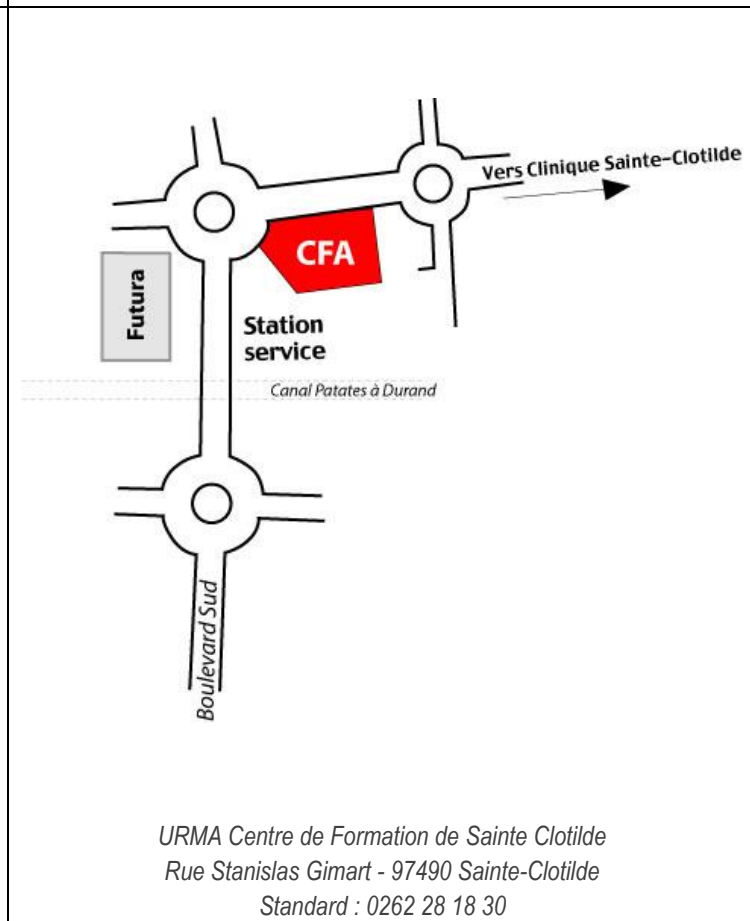 Vers Clinique Sainte-Clotilde
CFA
Futura
Station
service
Canal Patates à Durand
Boulevard Sud
URMA Centre de Formation de Sainte Clotilde
Rue Stanislas Gimart - 97490 Sainte-Clotilde
Standard : 0262 28 18 30